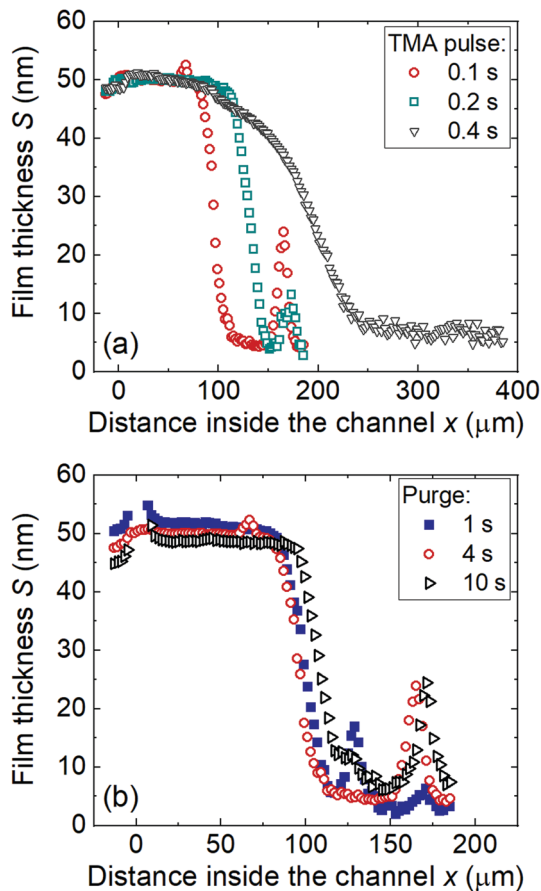 60
50
40
30
20
10
0
Film thickness S (nm)
TMA pulse:
0.1 s
0.2 s
0.4 s
(a)
0 100 200 300 400
Distance inside the channel x (μm)
60
50
40
30
20
10
0
Film thickness S (nm)
Purge:
1 s
4 s
10 s
(b)
0 50 100 150 200
Distance inside the channel x (μm)